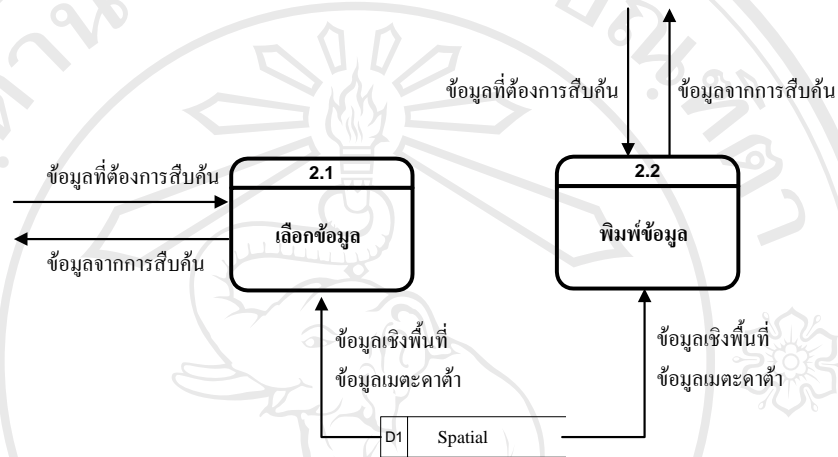 ข้อมูลที่ต้องการสืบค้น
ข้อมูลจากการสืบค้น
ข้อมูลที่ต้องการสืบค้น
ข้อมูลจากการสืบค้น
2.1
เลือกข้อมูล
2.2
พิมพ์ข้อมูล
ข้อมูลเชิงพื้นที่
ข้อมูลเมตะดาต้า
ข้อมูลเชิงพื้นที่
ข้อมูลเมตะดาต้า
D1 Spatial